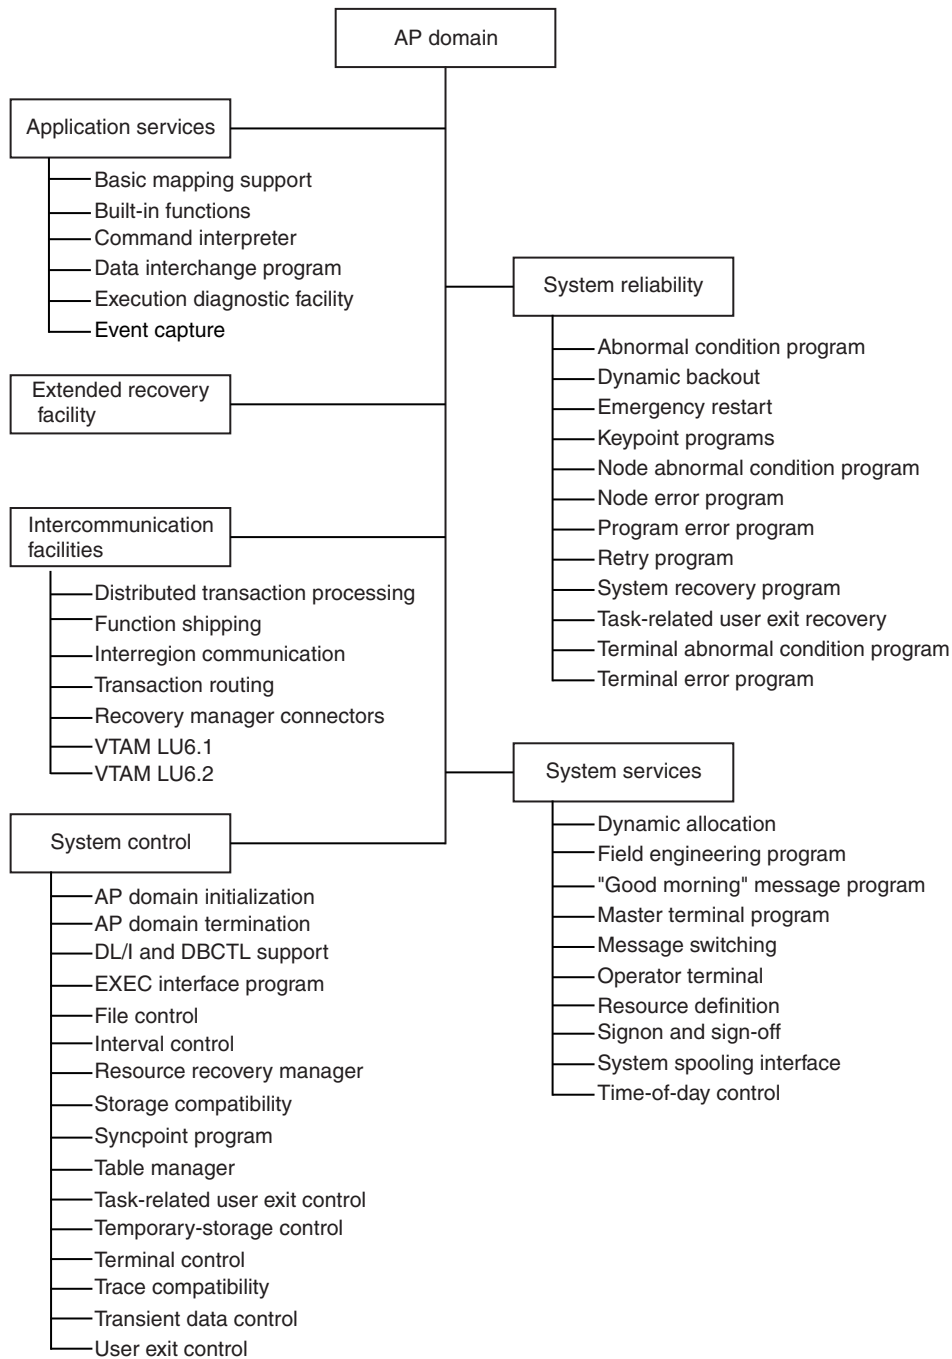 AP domain
Application services
Basic mapping support
Built-in functions
Command interpreter
Data interchange program
Execution diagnostic facility
Event capture
Extended recovery
facility
Intercommunication
facilities
Distributed transaction processing
Function shipping
Interregion communication
Transaction routing
Recovery manager connectors
VTAM LU6.1
VTAM LU6.2
System control
AP domain initialization
AP domain termination
DL/I and DBCTL support
EXEC interface program
File control
Interval control
Resource recovery manager
Storage compatibility
Syncpoint program
Table manager
Task-related user exit control
Temporary-storage control
Terminal control
Trace compatibility
Transient data control
User exit control
System reliability
Abnormal condition program
Dynamic backout
Emergency restart
Keypoint programs
Node abnormal condition program
Node error program
Program error program
Retry program
System recovery program
Task-related user exit recovery
Terminal abnormal condition program
Terminal error program
System services
Dynamic allocation
Field engineering program
"Good morning" message program
Master terminal program
Message switching
Operator terminal
Resource definition
Signon and sign-off
System spooling interface
Time-of-day control